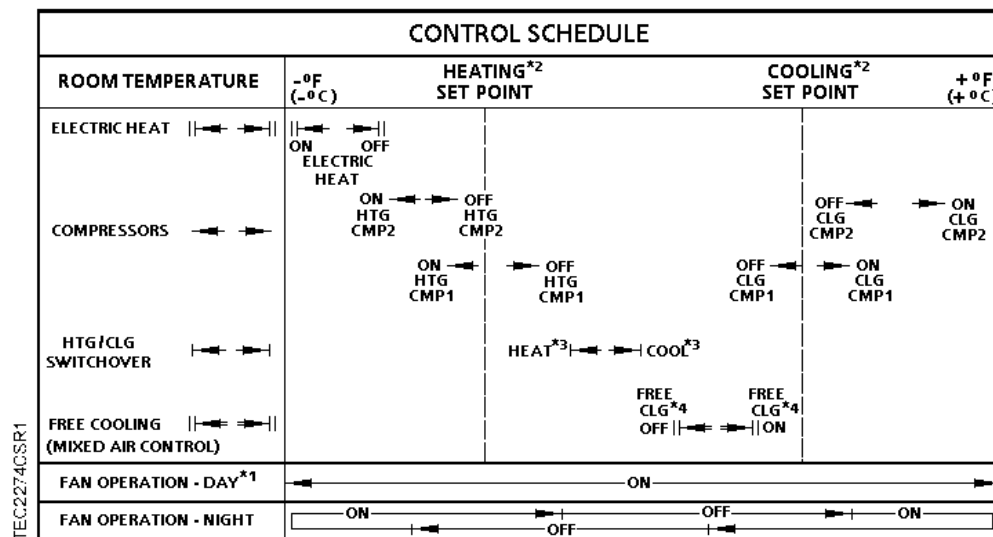 CONTROL SCHEDULE
ROOM TEMPERATURE
-ºF
(-ºC)
HEATING*2
SET POINT
COOLING*2
SET POINT
+ºF
(+ºC)
ELECTRIC HEAT
ON OFF
ELECTRIC
HEAT
COMPRESSORS
ON
HTG
CMP2
OFF
HTG
CMP2
OFF
CLG
CMP2
ON
CLG
CMP2
ON
HTG
CMP1
OFF
HTG
CMP1
OFF
CLG
CMP1
ON
CLG
CMP1
HTG/CLG
SWITCHOVER
HEAT*3 COOL*3
FREE COOLING
(MIXED AIR CONTROL)
FREE
CLG*4
OFF
FREE
CLG*4
ON
FAN OPERATION - DAY*1 ON
FAN OPERATION - NIGHT ON OFF ON
OFF
TEC2274CSR1